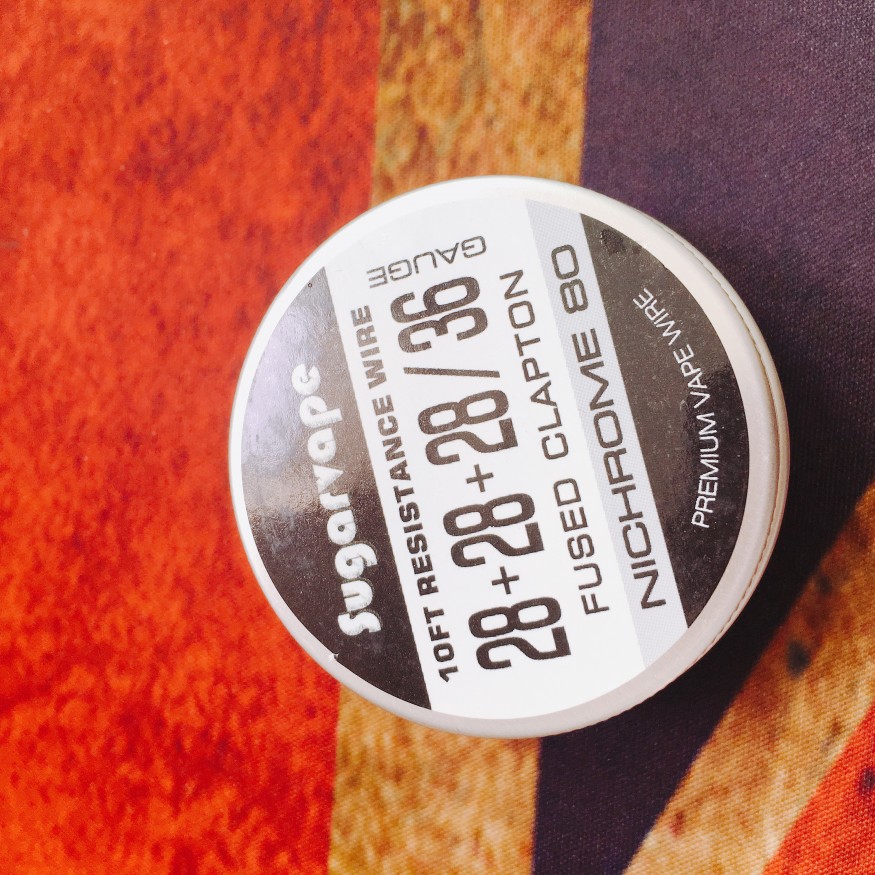 sugarvape
10FT RESISTANCE WIRE
28+28+28/36 GAUGE
FUSED CLAPTON
NICHROME 80
PREMIUM VAPE WIRE